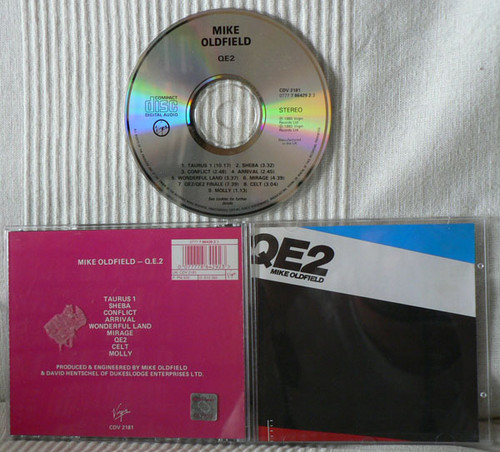 MIKE
OLDFIELD
QE2
COMPACT
disc
DIGITAL AUDIO
Virgin
CDV 2181
STEREO
1. TAURUS 1 (10.17) 2. SHEBA (3.32)
3. CONFLICT (2.48) 4. ARRIVAL (2.45)
5. WONDERFUL LAND (3.37) 6. MIRAGE (4.39)
7. QE2/QE2 FINALE (7.39) 8. CELT (3.04)
9. MOLLY (1.13)
MIKE OLDFIELD – Q.E.2
TAURUS 1
SHEBA
CONFLICT
ARRIVAL
WONDERFUL LAND
MIRAGE
QE2
CELT
MOLLY
PRODUCED & ENGINEERED BY MIKE OLDFIELD
& DAVID HENTSCHEL OF DUKESLODGE ENTERPRISES LTD.
Virgin
CDV 2181
QE2
MIKE OLDFIELD